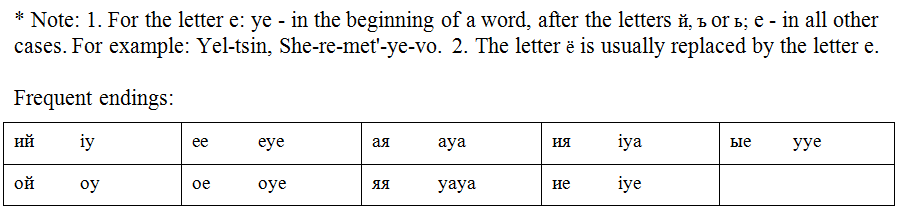 * Note: 1. For the letter e: ye - in the beginning of a word, after the letters й, ъ or ь; e - in all other
cases. For example: Yel-tsin, She-re-met'-ye-vo. 2. The letter ё is usually replaced by the letter e.
Frequent endings:
ий iy ее eye ая aya ия iya ые yye
ой oy ое oye яя yaya ие iye